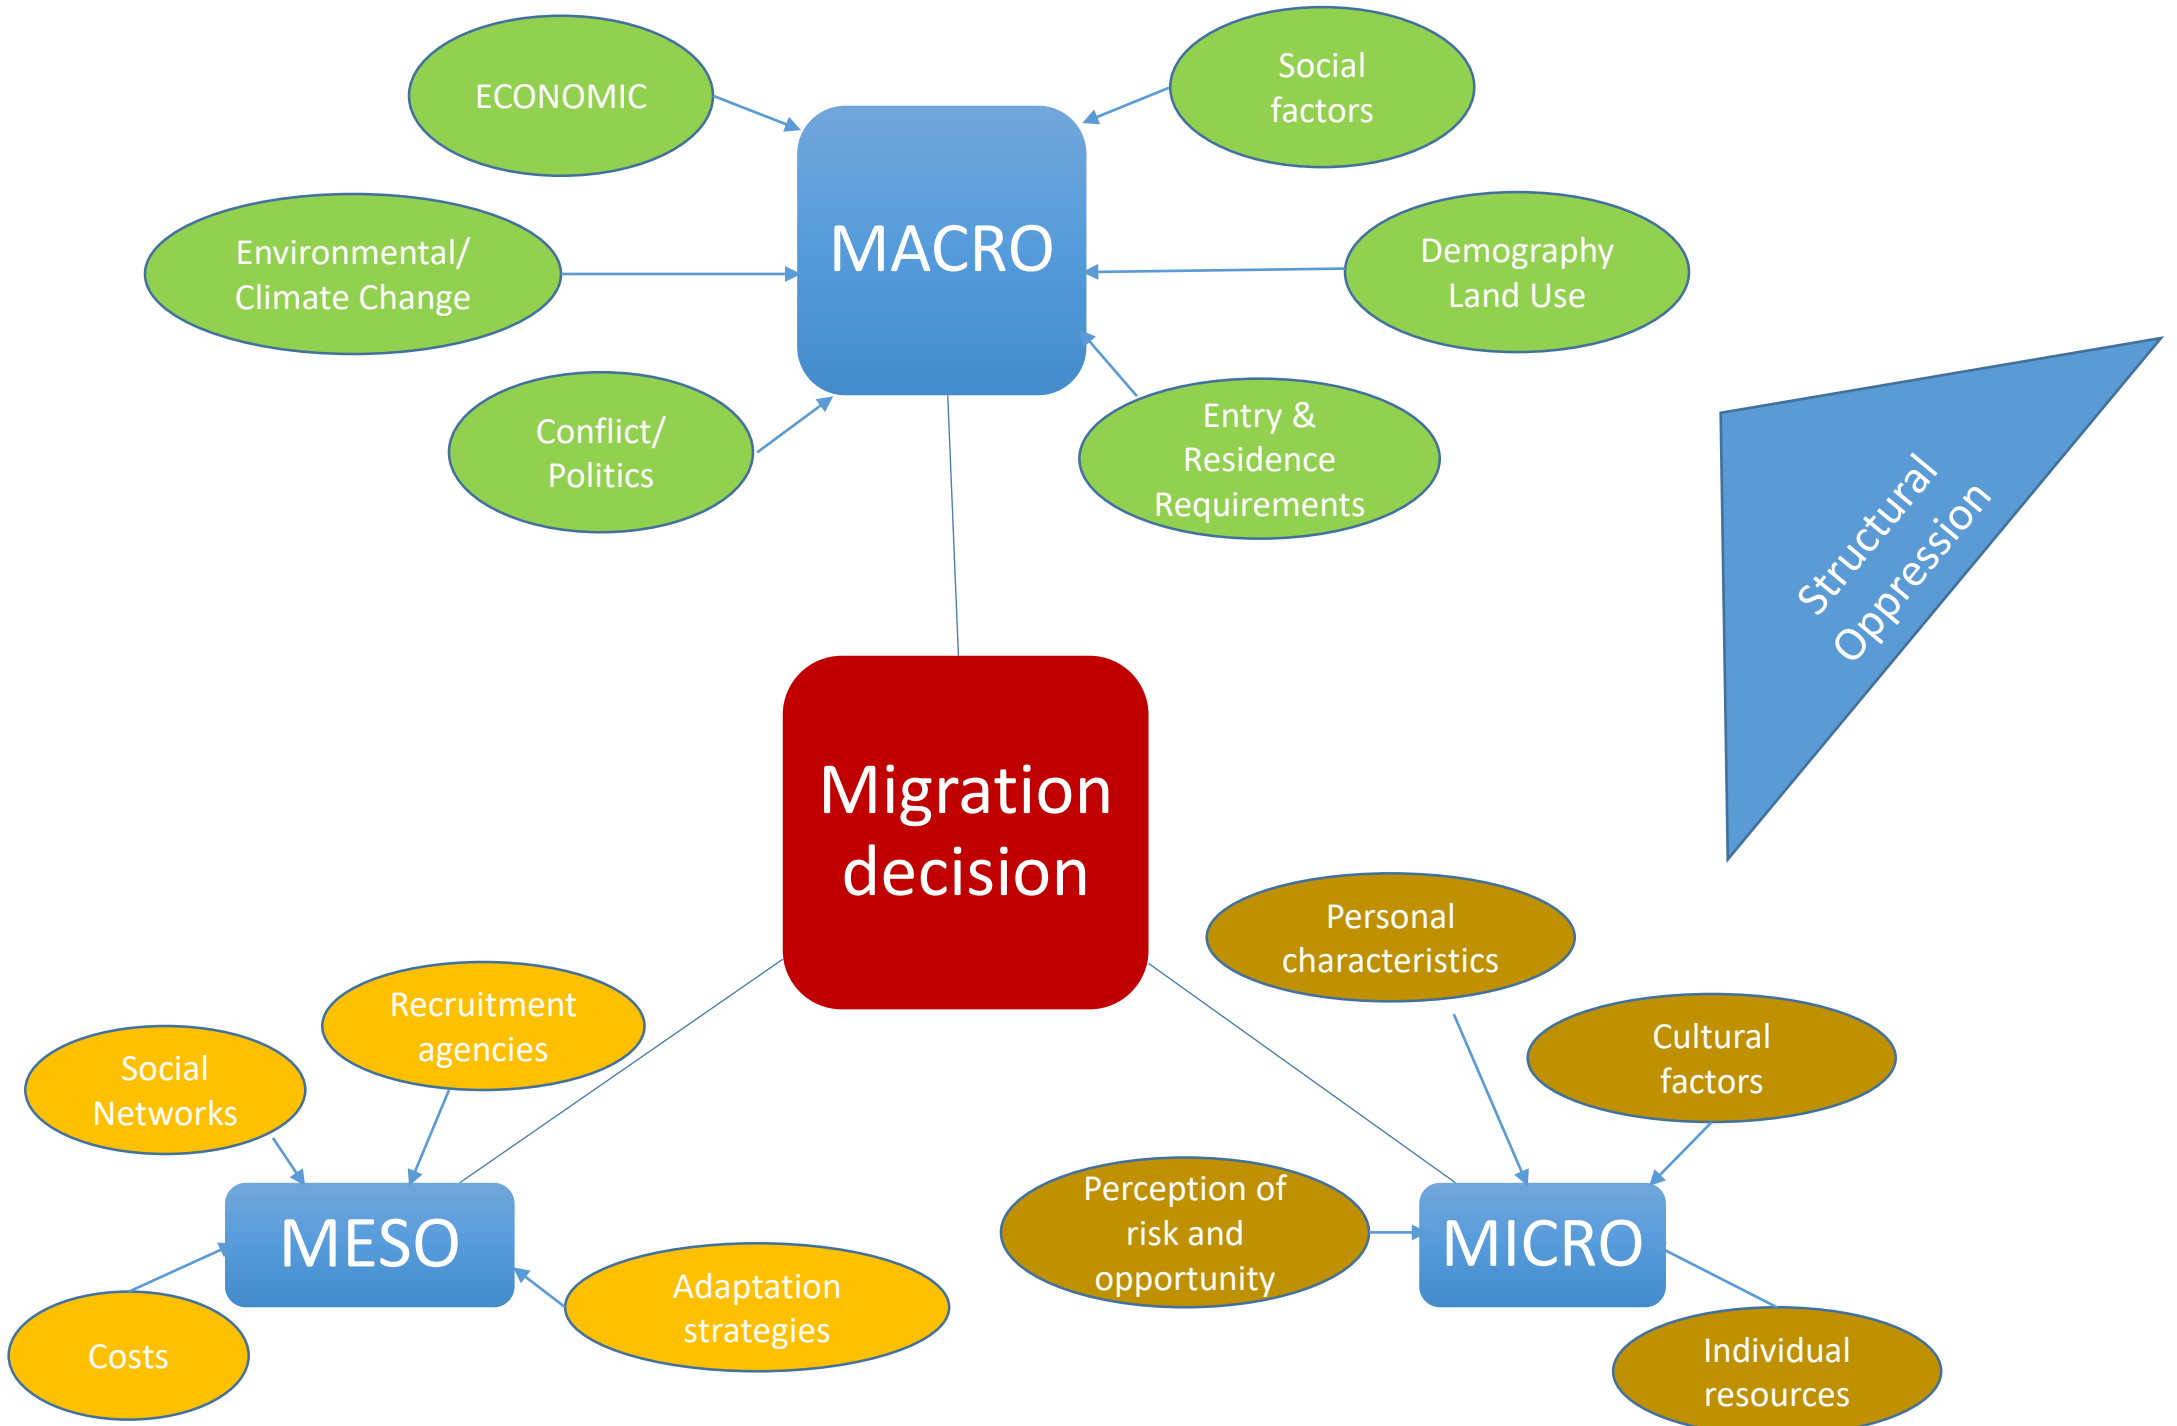 ECONOMIC
Social
factors
MACRO
Environmental/
Climate Change
Demography
Land Use
Conflict/
Politics
Entry &
Residence
Requirements
Structural
Oppression
Migration
decision
Personal
characteristics
Recruitment
agencies
Social
Networks
Cultural
factors
MESO
Perception of
risk and
opportunity
MICRO
Adaptation
strategies
Costs
Individual
resources